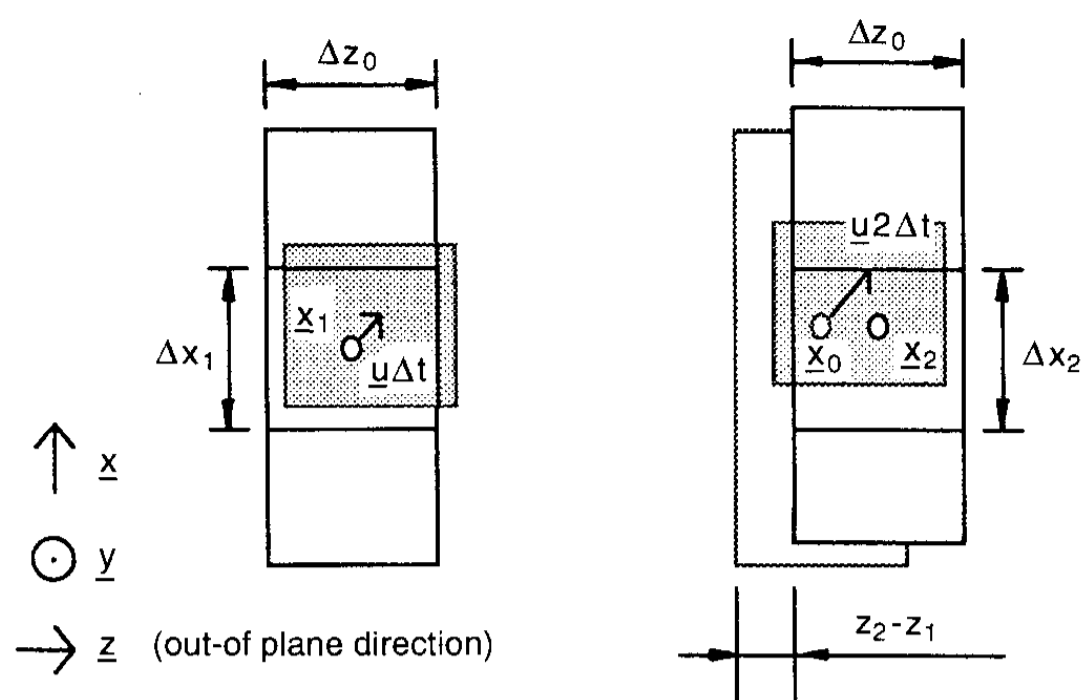 Δz₀
Δz₀
u2Δt
x₁
Δx₁
uΔt
x₀
x₂
Δx₂
x
y
z (out-of plane direction)
z₂-z₁